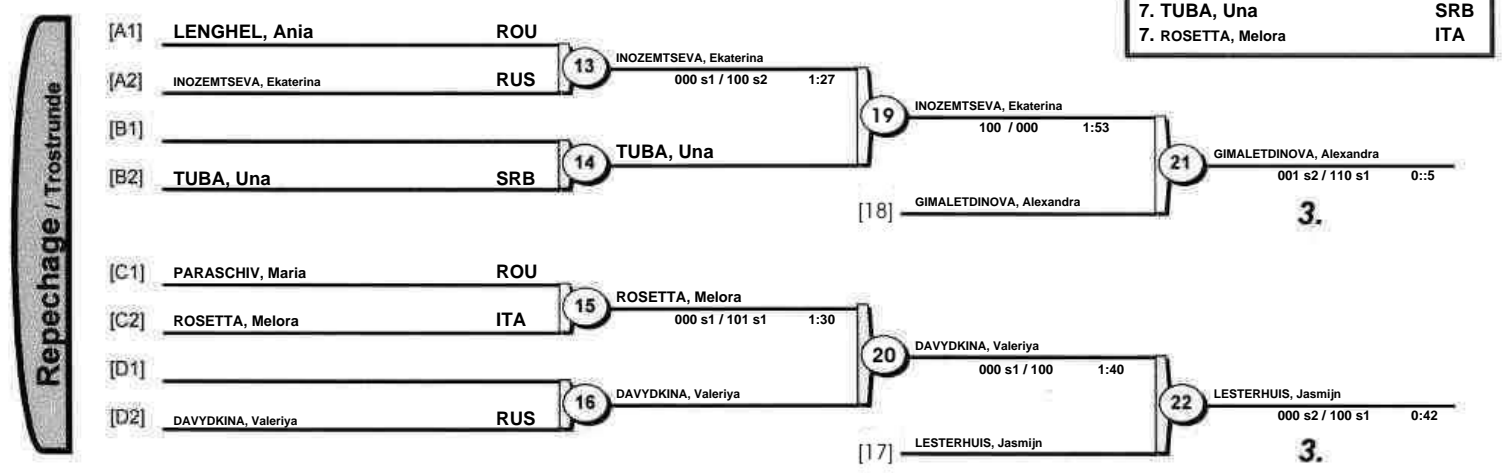 7. TUBA, Una SRB
7. ROSETTA, Melora ITA
Repechage / Trostrunde
[A1] LENGHEL, Ania ROU
[A2] INOZEMTSEVA, Ekaterina RUS
13 INOZEMTSEVA, Ekaterina
000 s1 / 100 s2 1:27
[B1]
[B2] TUBA, Una SRB
14 TUBA, Una
19 INOZEMTSEVA, Ekaterina
100 / 000 1:53
[18] GIMALETDINOVA, Alexandra
21 GIMALETDINOVA, Alexandra
001 s2 / 110 s1 0::5
3.
[C1] PARASCHIV, Maria ROU
[C2] ROSETTA, Melora ITA
15 ROSETTA, Melora
000 s1 / 101 s1 1:30
[D1]
[D2] DAVYDKINA, Valeriya RUS
16 DAVYDKINA, Valeriya
20 DAVYDKINA, Valeriya
000 s1 / 100 1:40
[17] LESTERHUIS, Jasmijn
22 LESTERHUIS, Jasmijn
000 s2 / 100 s1 0:42
3.